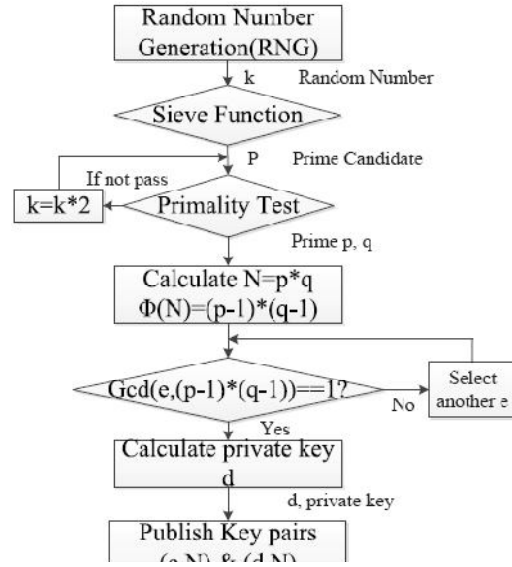 Random Number
Generation(RNG)
k
Random Number
Sieve Function
P
Prime Candidate
If not pass
k=k*2
Primality Test
Prime p, q
Calculate N=p*q
Φ(N)=(p-1)*(q-1)
Gcd(e,(p-1)*(q-1))==1?
No
Select
another e
Yes
Calculate private key
d
d, private key
Publish Key pairs
(e,N) & (d,N)